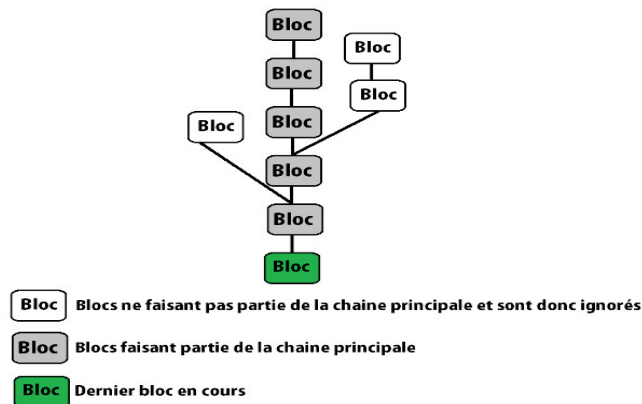 Bloc
Bloc
Bloc
Bloc
Bloc
Bloc
Bloc
Bloc
Bloc
Bloc Blocs ne faisant pas partie de la chaine principale et sont donc ignorés
Bloc Blocs faisant partie de la chaine principale
Bloc Dernier bloc en cours